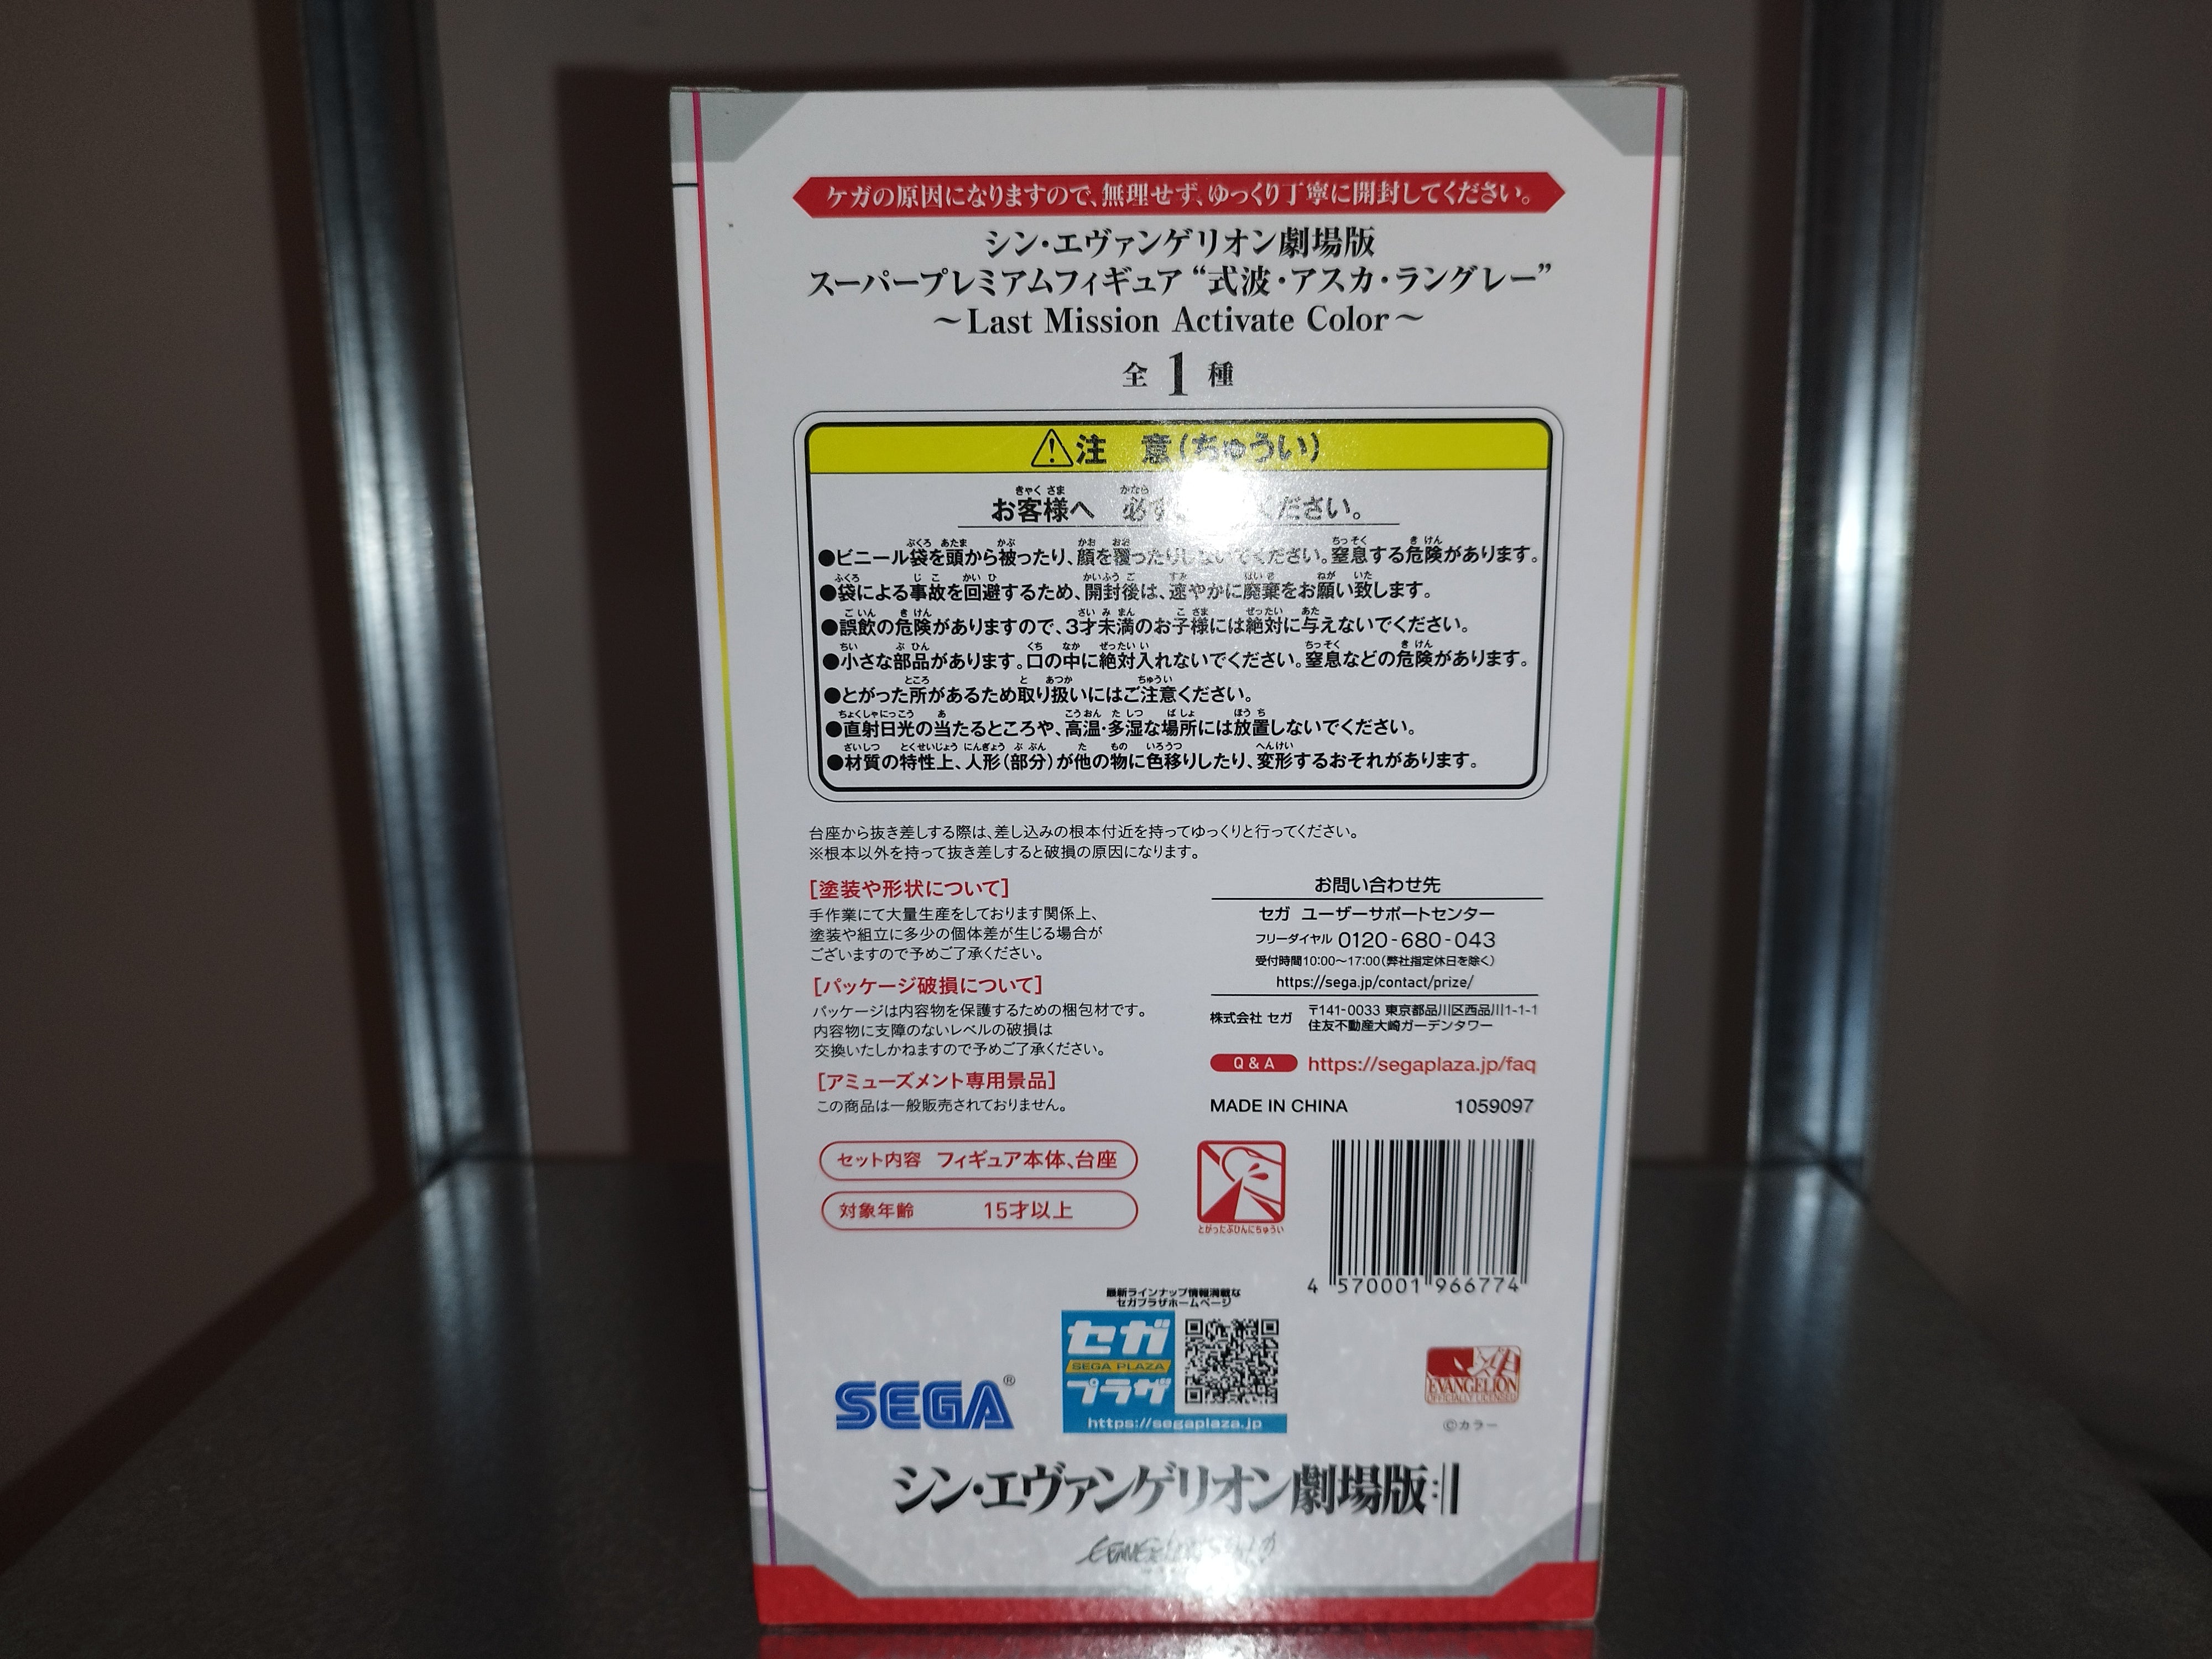 ケガの原因になりますので、無理せず、ゆっくり丁寧に開封してください。
シン・エヴァンゲリオン劇場版
スーパープレミアムフィギュア “式波・アスカ・ラングレー”
～Last Mission Activate Color～
全 1 種
注 意(ちゅうい)
お客様へ 必ず ください。
●ビニール袋を頭から被ったり、顔を覆ったりしないでください。窒息する危険があります。
●袋による事故を回避するため、開封後は、速やかに廃棄をお願い致します。
●誤飲の危険がありますので、3才未満のお子様には絶対に与えないでください。
●小さな部品があります。口の中に絶対入れないでください。窒息などの危険があります。
●とがった所があるため取り扱いにはご注意ください。
●直射日光の当たるところや、高温・多湿な場所には放置しないでください。
●材質の特性上、人形(部分)が他の物に色移りしたり、変形するおそれがあります。
台座から抜き差しする際は、差し込みの根本付近を持ってゆっくりと行ってください。
※根本以外を持って抜き差しすると破損の原因になります。
[塗装や形状について]
手作業にて大量生産をしております関係上、
塗装や組立に多少の個体差が生じる場合が
ございますので予めご了承ください。
[パッケージ破損について]
パッケージは内容物を保護するための梱包材です。
内容物に支障のないレベルの破損は
交換いたしかねますので予めご了承ください。
[アミューズメント専用景品]
この商品は一般販売されておりません。
セット内容 フィギュア本体、台座
対象年齢 15才以上
お問い合わせ先
セガ ユーザーサポートセンター
フリーダイヤル 0120-680-043
受付時間10:00～17:00(弊社指定休日を除く)
https://sega.jp/contact/prize/
株式会社 セガ
〒141-0033 東京都品川区西品川1-1-1
住友不動産大崎ガーデンタワー
Q & A https://segaplaza.jp/faq
MADE IN CHINA 1059097
とがったぶひんにちゅうい
4 570001 966774
最新ラインナップ情報満載な
セガプラザホームページ
セガ
SEGA PLAZA
プラザ
https://segaplaza.jp
SEGA®
EVANGELION
OFFICIALLY LICENSED
©カラー
シン・エヴァンゲリオン劇場版:||